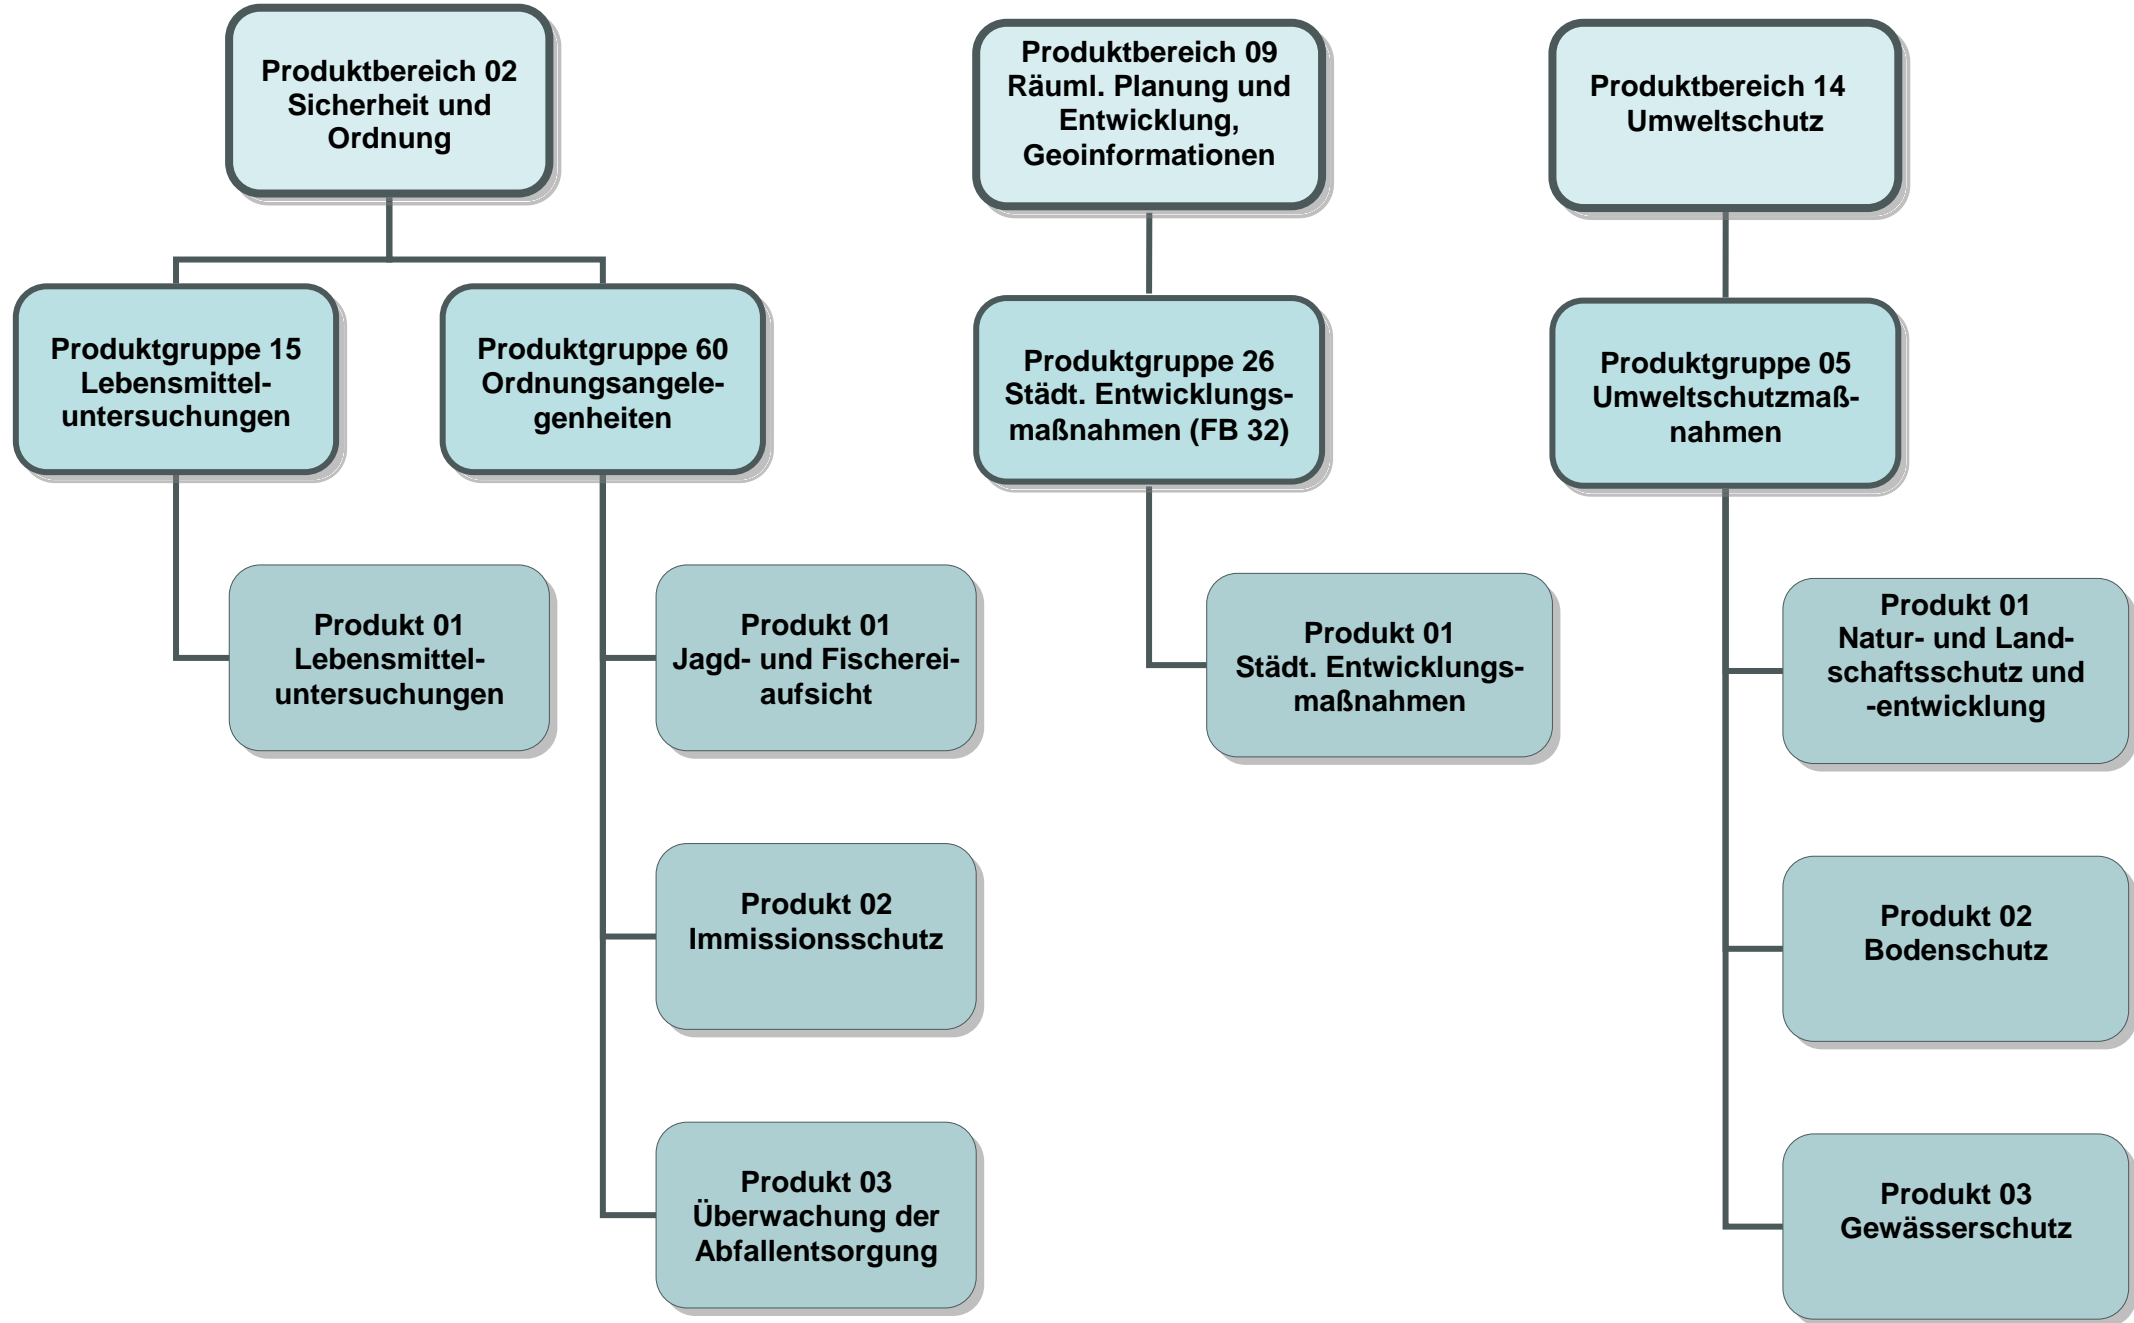 Produktbereich 02
Sicherheit und
Ordnung
Produktbereich 09
Räuml. Planung und
Entwicklung,
Geoinformationen
Produktbereich 14
Umweltschutz
Produktgruppe 15
Lebensmittel-
untersuchungen
Produktgruppe 60
Ordnungsangele-
genheiten
Produktgruppe 26
Städt. Entwicklungs-
maßnahmen (FB 32)
Produktgruppe 05
Umweltschutzmaß-
nahmen
Produkt 01
Lebensmittel-
untersuchungen
Produkt 01
Jagd- und Fischerei-
aufsicht
Produkt 01
Städt. Entwicklungs-
maßnahmen
Produkt 01
Natur- und Land-
schaftsschutz und
-entwicklung
Produkt 02
Immissionsschutz
Produkt 02
Bodenschutz
Produkt 03
Überwachung der
Abfallentsorgung
Produkt 03
Gewässerschutz